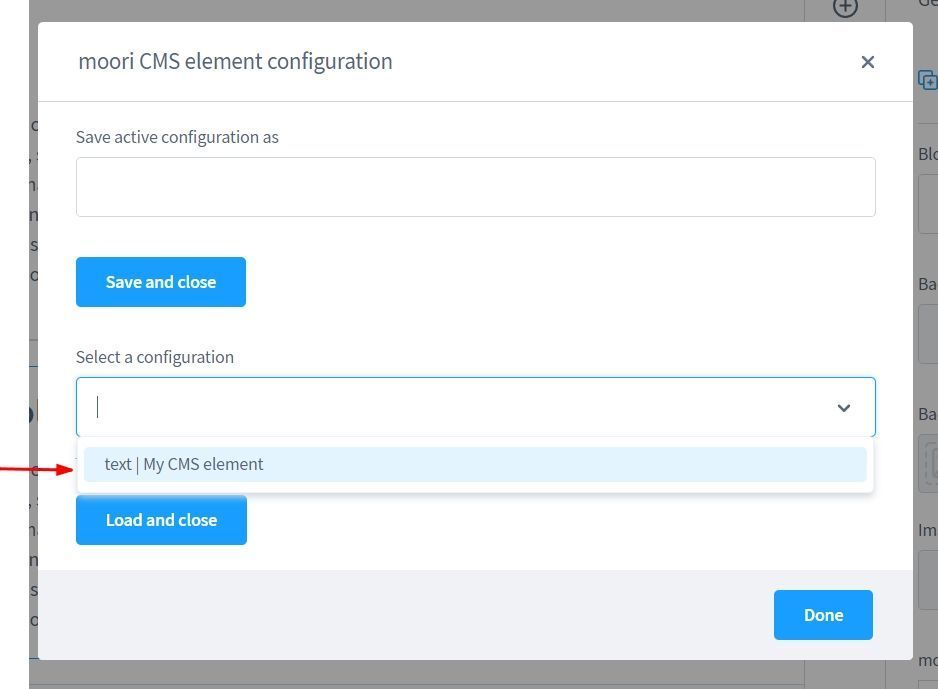 moori CMS element configuration
Save active configuration as
Save and close
Select a configuration
text | My CMS element
Load and close
Done